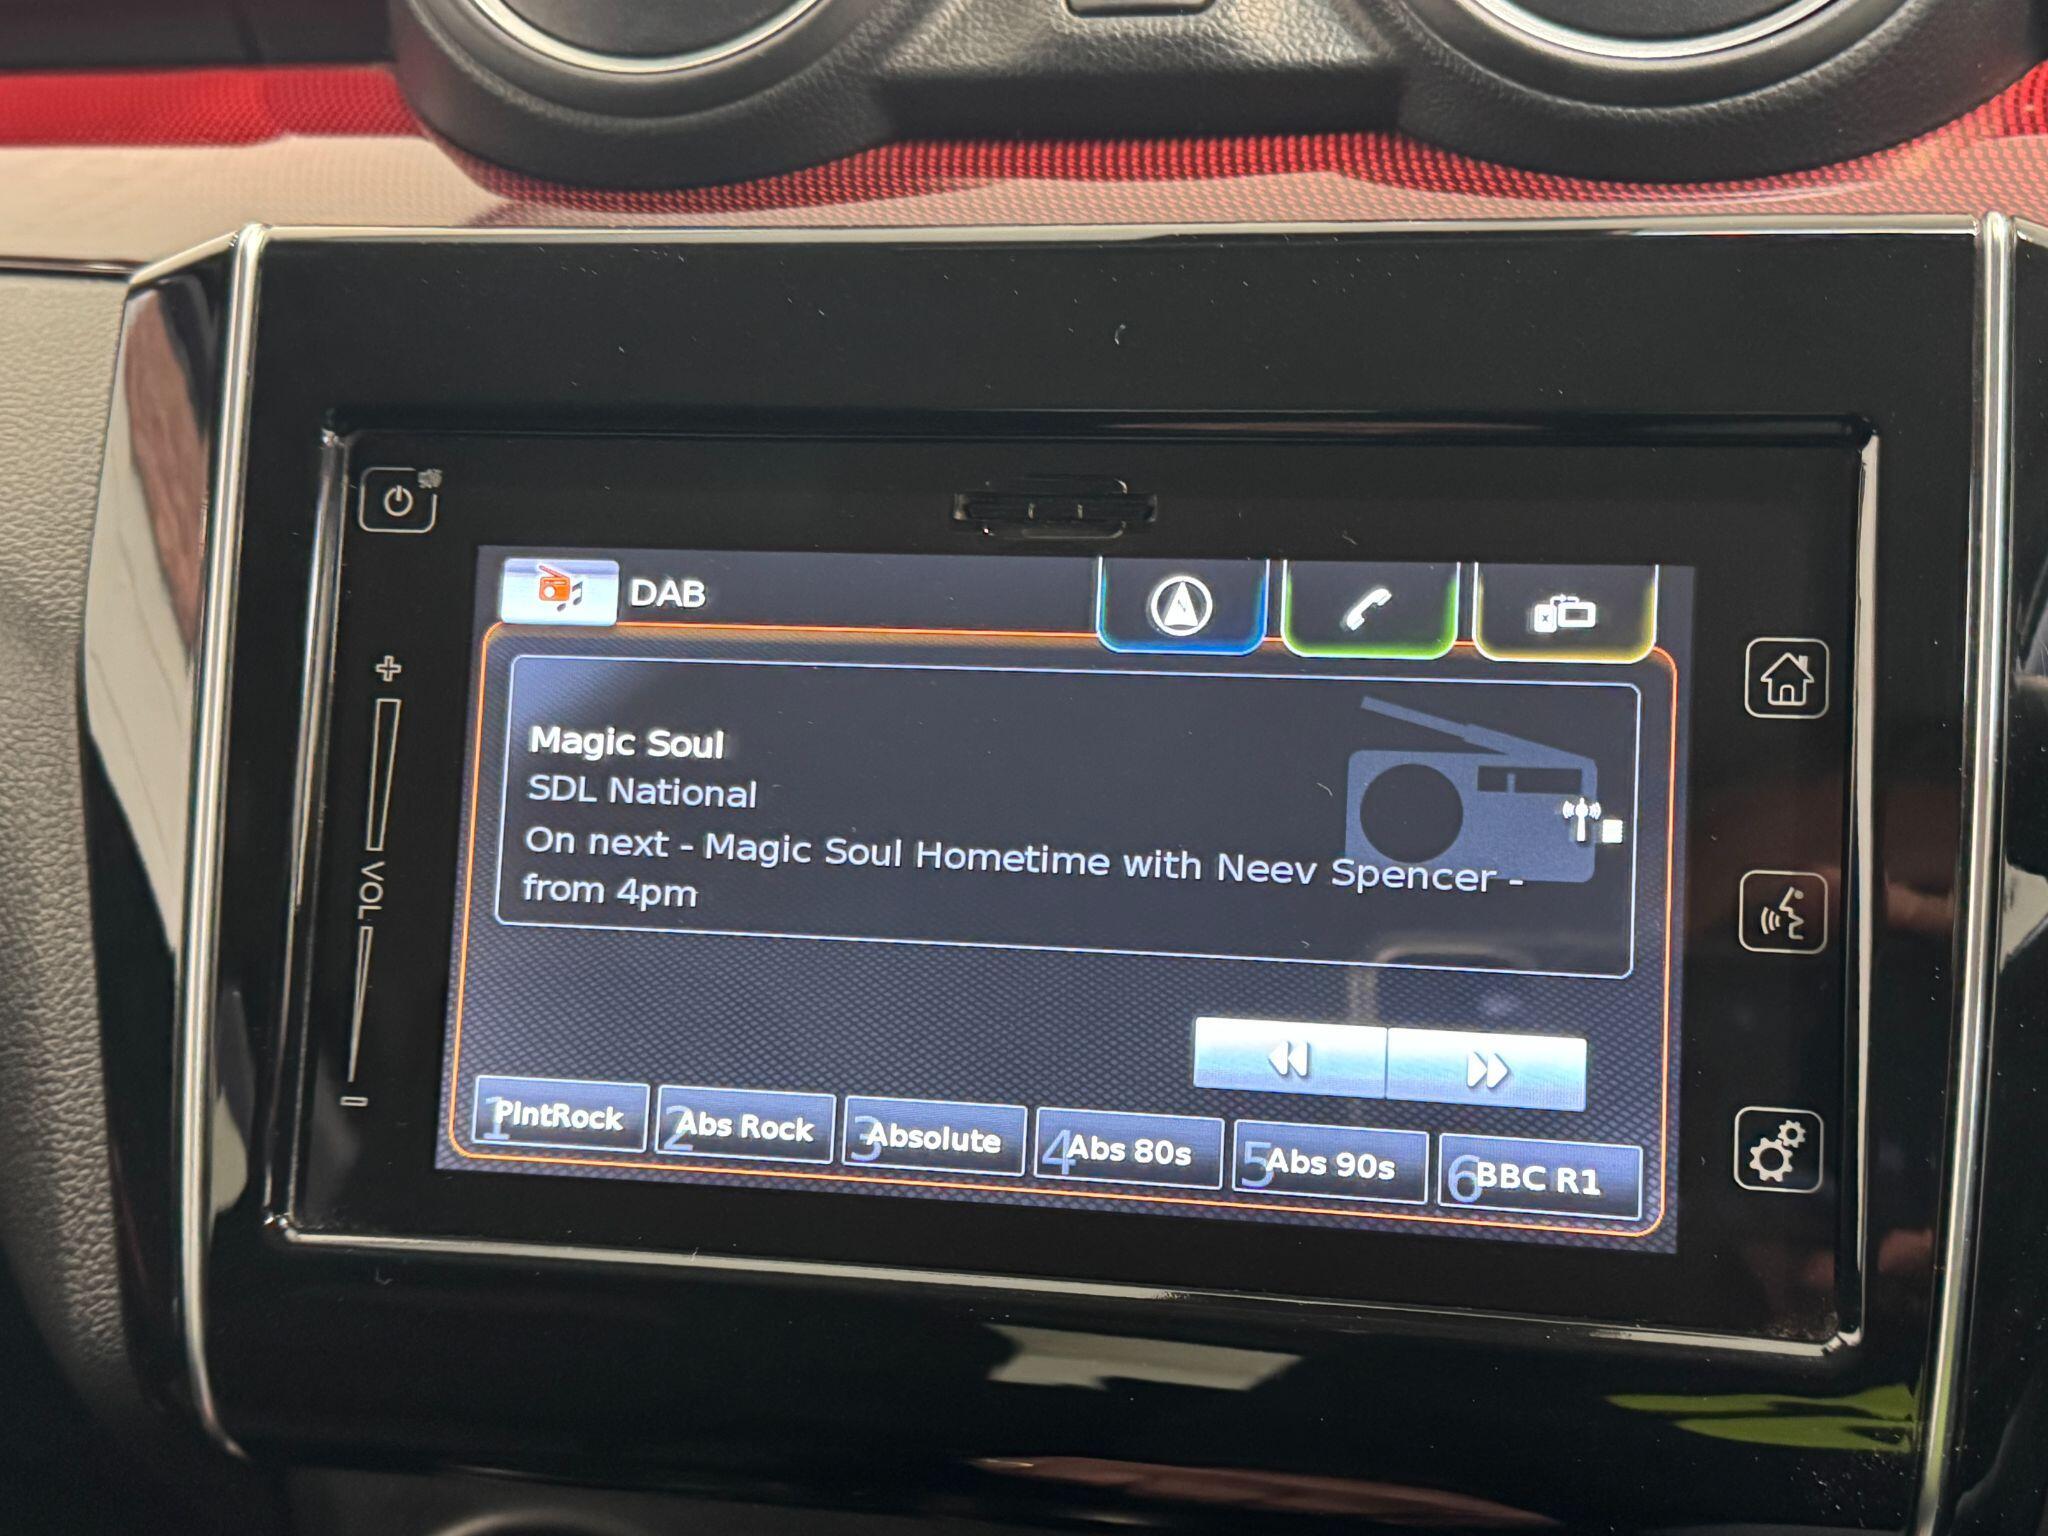 DAB
Magic Soul
SDL National
On next - Magic Soul Hometime with Neev Spencer -
from 4pm
VOL
1 PlntRock
2 Abs Rock
3 Absolute
4 Abs 80s
5 Abs 90s
6 BBC R1